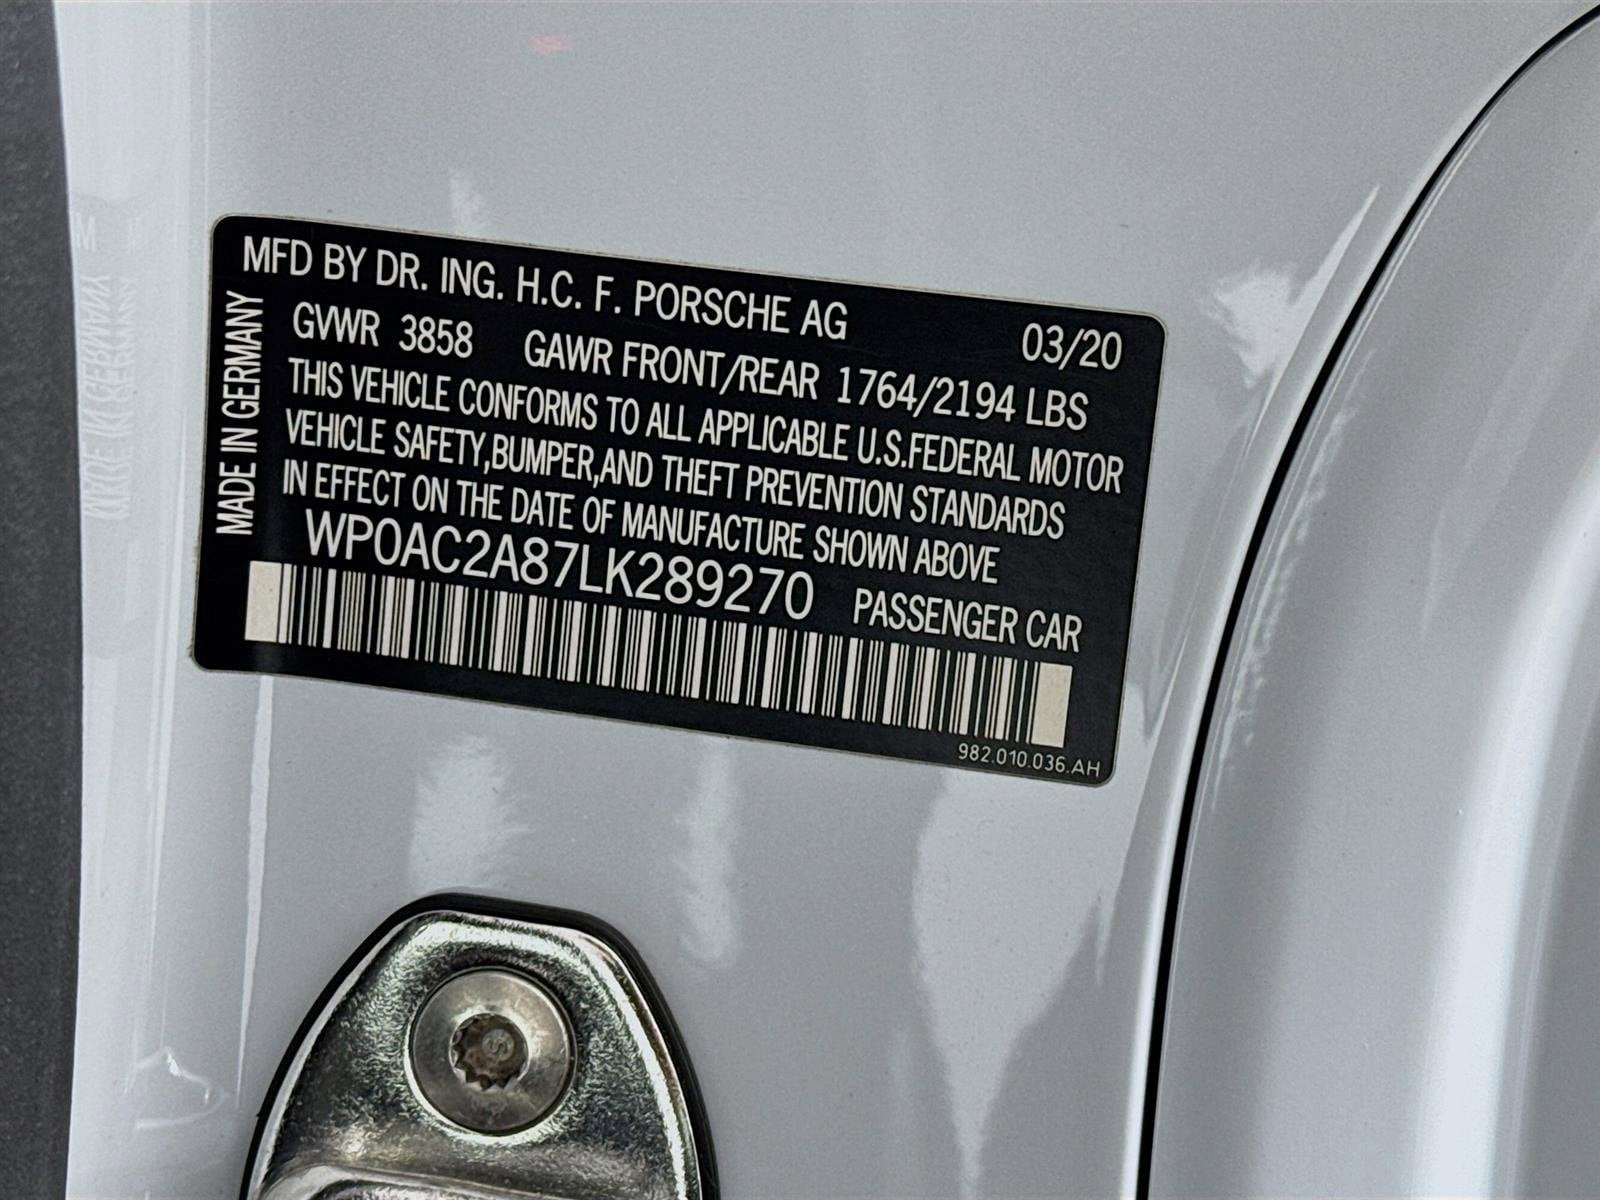 MFD BY DR. ING. H.C. F. PORSCHE AG 03/20
GVWR 3858 GAWR FRONT/REAR 1764/2194 LBS
THIS VEHICLE CONFORMS TO ALL APPLICABLE U.S.FEDERAL MOTOR
VEHICLE SAFETY,BUMPER,AND THEFT PREVENTION STANDARDS
IN EFFECT ON THE DATE OF MANUFACTURE SHOWN ABOVE
WP0AC2A87LK289270 PASSENGER CAR
982.010.036.AH
MADE IN GERMANY